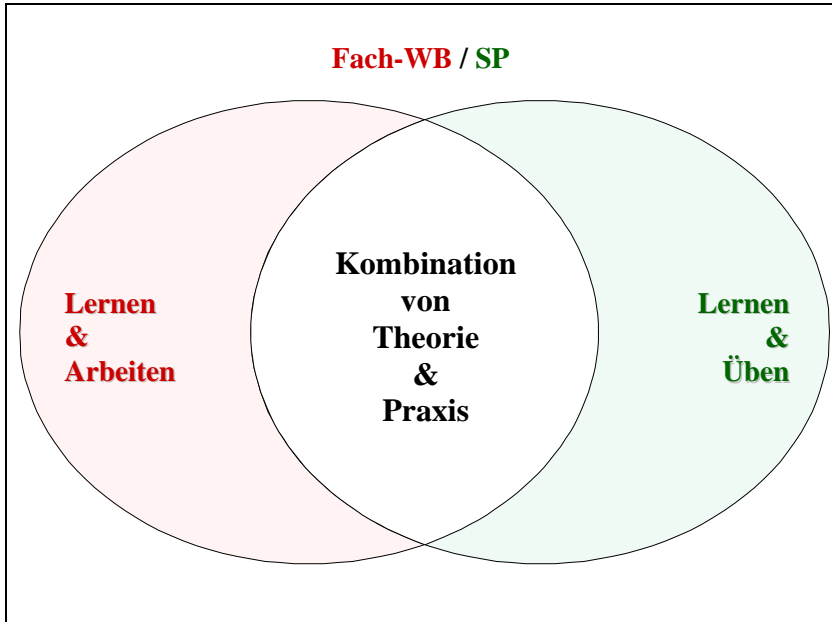 Fach-WB / SP
Lernen
&
Arbeiten
Kombination
von
Theorie
&
Praxis
Lernen
&
Üben